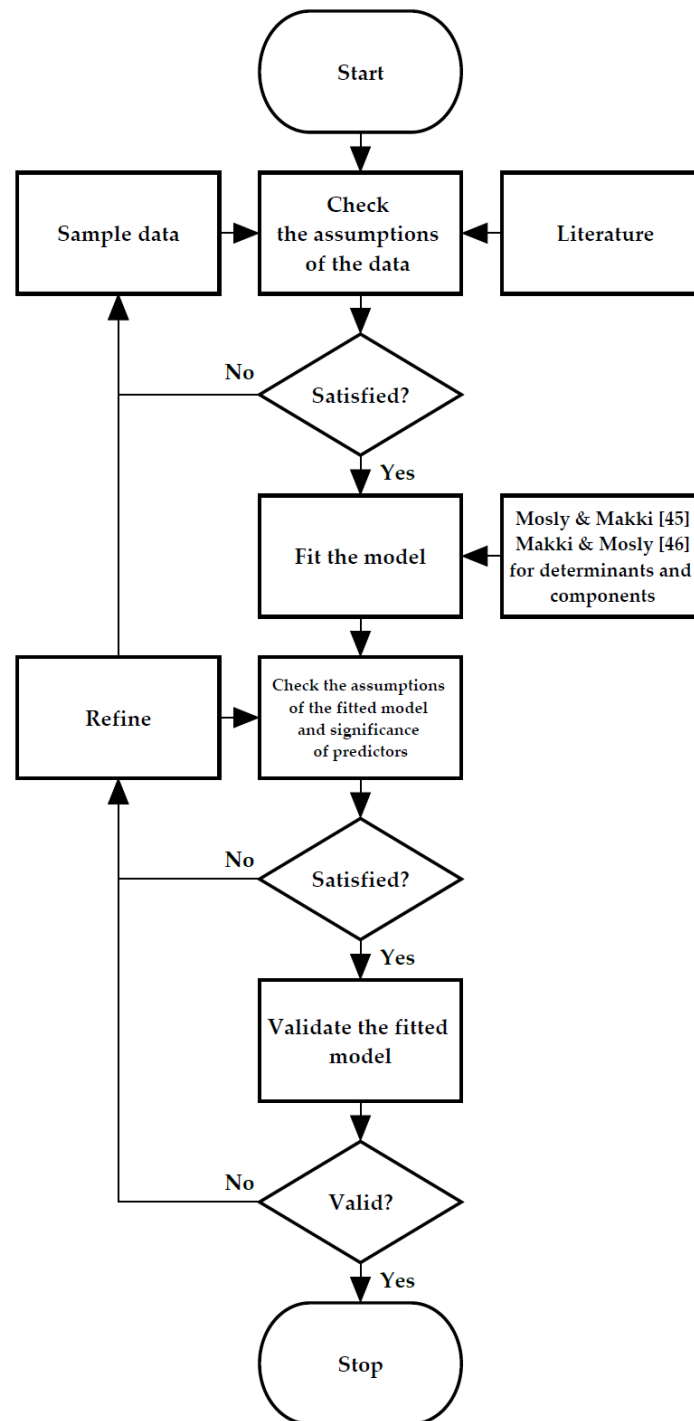 Start
Sample data
Check
the assumptions
of the data
Literature
No
Satisfied?
Yes
Fit the model
Mosly & Makki [45]
Makki & Mosly [46]
for determinants and
components
Refine
Check the assumptions
of the fitted model
and significance
of predictors
No
Satisfied?
Yes
Validate the fitted
model
No
Valid?
Yes
Stop